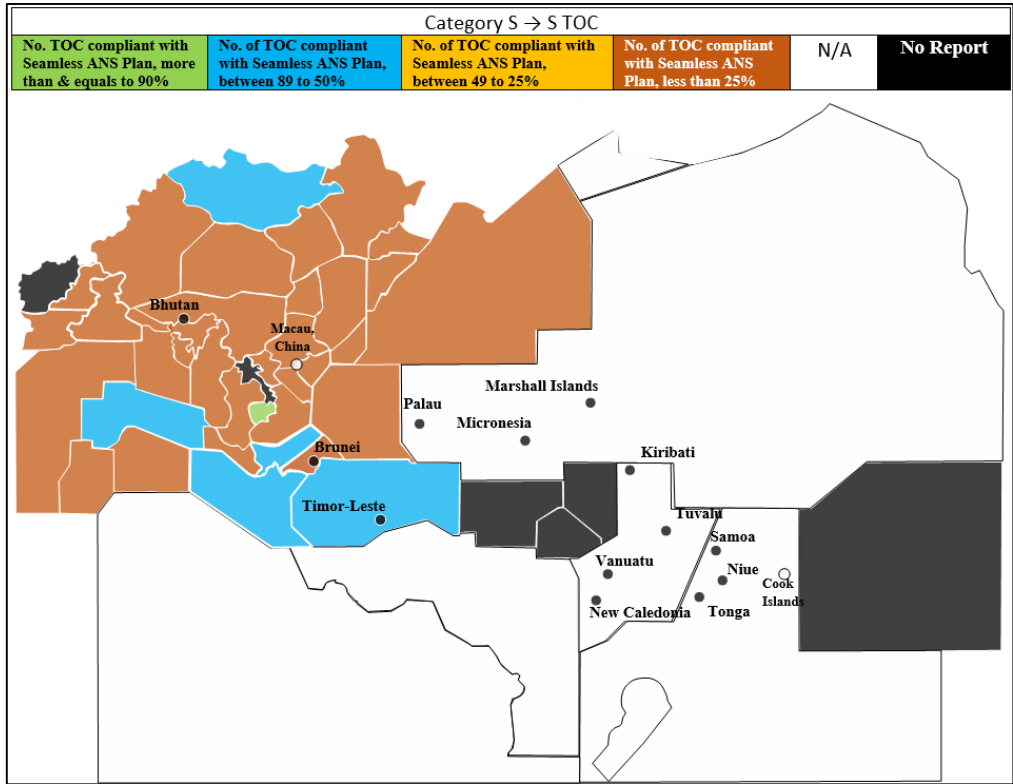 Category S → S TOC
No. TOC compliant with
Seamless ANS Plan, more
than & equals to 90%
No. of TOC compliant
with Seamless ANS Plan,
between 89 to 50%
No. of TOC compliant with
Seamless ANS Plan,
between 49 to 25%
No. of TOC compliant
with Seamless ANS
Plan, less than 25%
N/A
No Report
Bhutan
Macau,
China
Marshall Islands
Palau
Micronesia
Brunei
Kiribati
Timor-Leste
Tuvalu
Samoa
Vanuatu
Niue
Cook
Islands
New Caledonia
Tonga